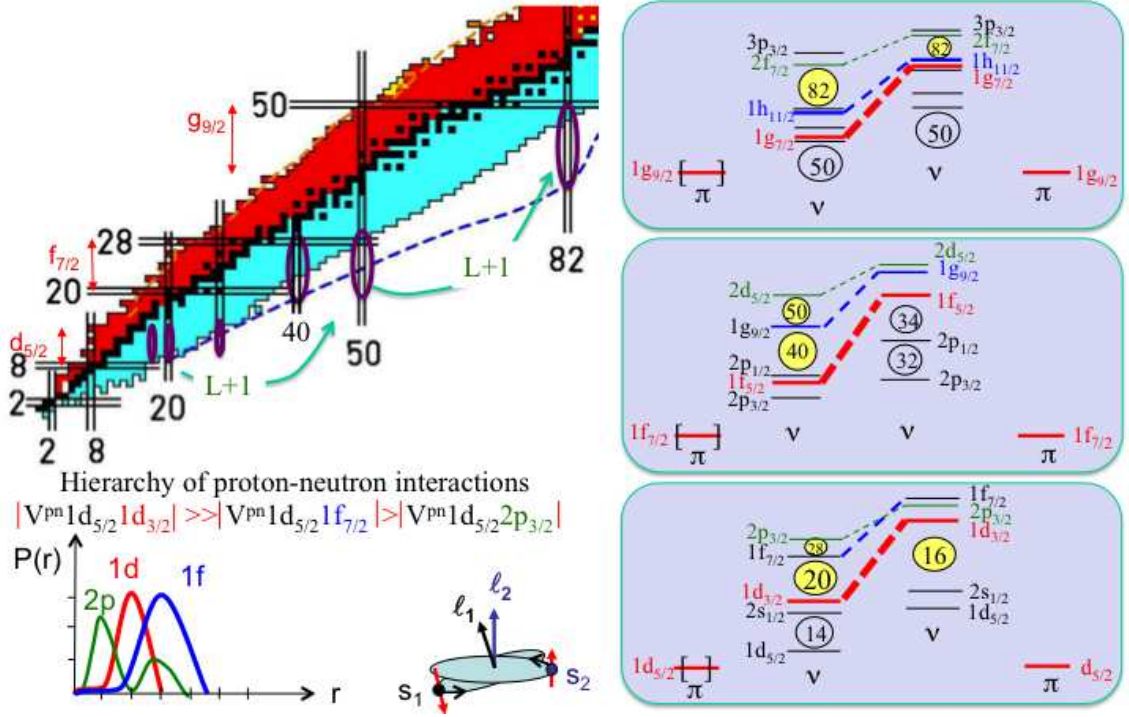 50
g9/2
28
f7/2
20
d5/2
8
2
2
8
20
40
50
82
L+1
L+1
Hierarchy of proton-neutron interactions
|Vpn1d5/21d3/2| >>|Vpn1d5/21f7/2|>|Vpn1d5/22p3/2|
P(r)
2p
1d
1f
r
ℓ1
ℓ2
s1
s2
3p3/2
2f7/2
82
1h11/2
1g7/2
50
ν
3p3/2
2f7/2
82
1h11/2
1g7/2
50
ν
1g9/2
[ ]
π
1g9/2
π
2d5/2
50
1g9/2
40
2p1/2
1f5/2
2p3/2
ν
2d5/2
1g9/2
1f5/2
34
2p1/2
32
2p3/2
ν
1f7/2
[ ]
π
1f7/2
π
2p3/2
28
1f7/2
20
1d3/2
2s1/2
14
1d5/2
ν
1f7/2
2p3/2
1d3/2
16
2s1/2
1d5/2
ν
1d5/2
[ ]
π
d5/2
π